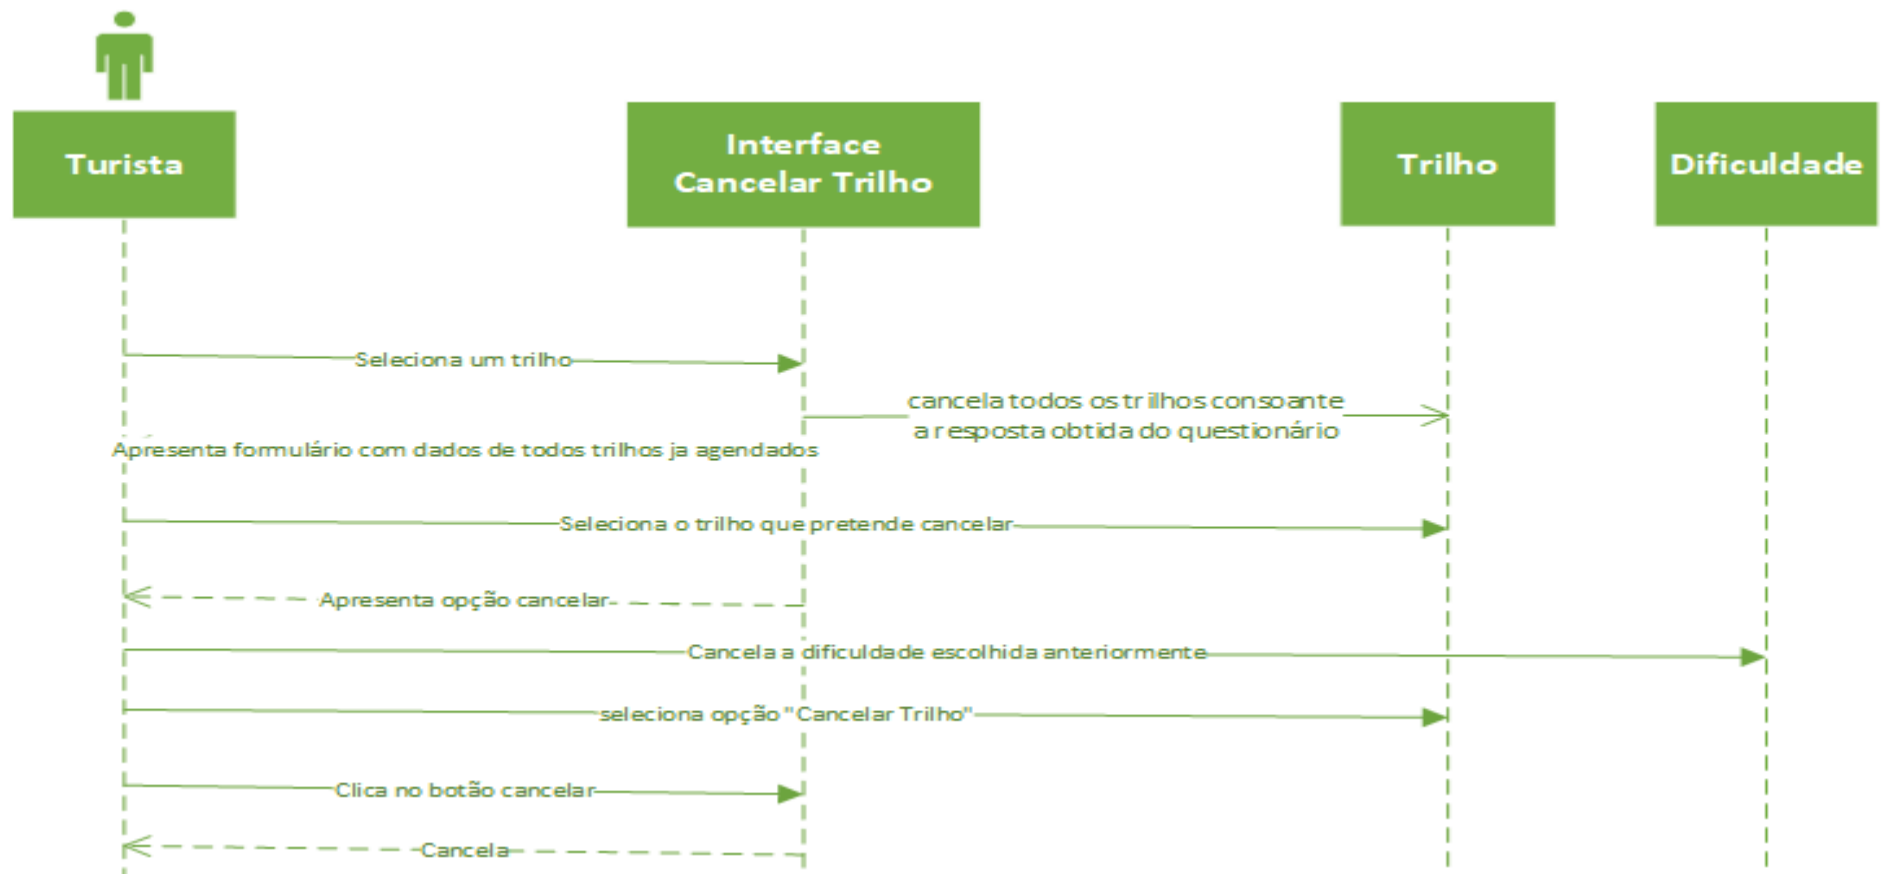 Turista
Interface
Cancelar Trilho
Trilho
Dificuldade
Seleciona um trilho
cancela todos os trilhos consoante
a resposta obtida do questionário
Apresenta formulário com dados de todos trilhos ja agendados
Seleciona o trilho que pretende cancelar
Apresenta opção cancelar
Cancela a dificuldade escolhida anteriormente
seleciona opção "Cancelar Trilho"
Clica no botão cancelar
Cancela